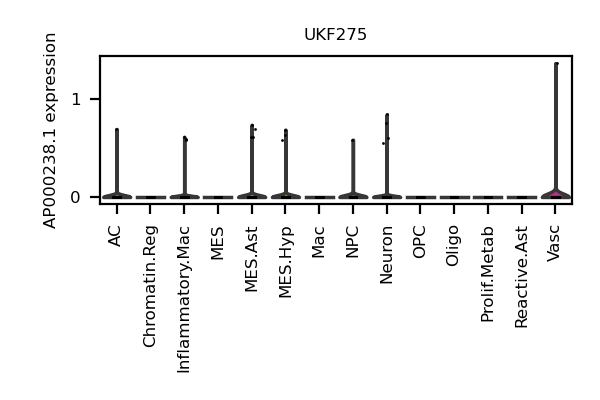 UKF275
AP000238.1 expression
1
0
AC
Chromatin.Reg
Inflammatory.Mac
MES
MES.Ast
MES.Hyp
Mac
NPC
Neuron
OPC
Oligo
Prolif.Metab
Reactive.Ast
Vasc